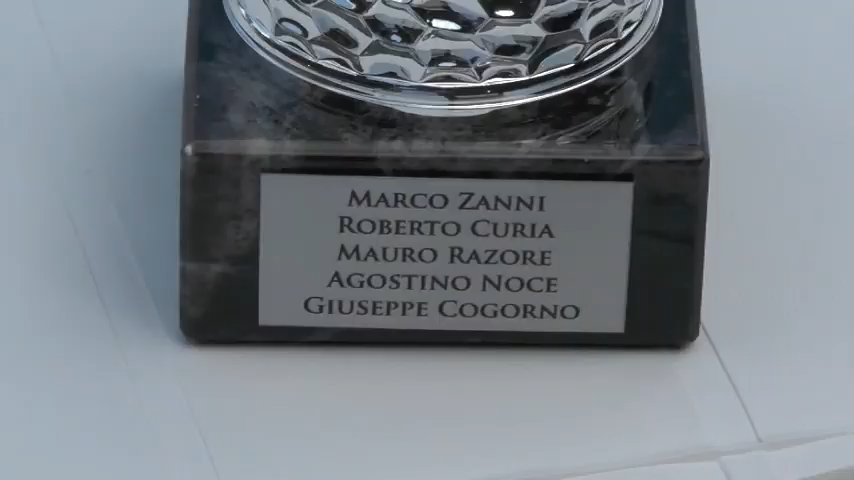 Marco Zanni
Roberto Curia
Mauro Razore
Agostino Noce
Giuseppe Cogorno